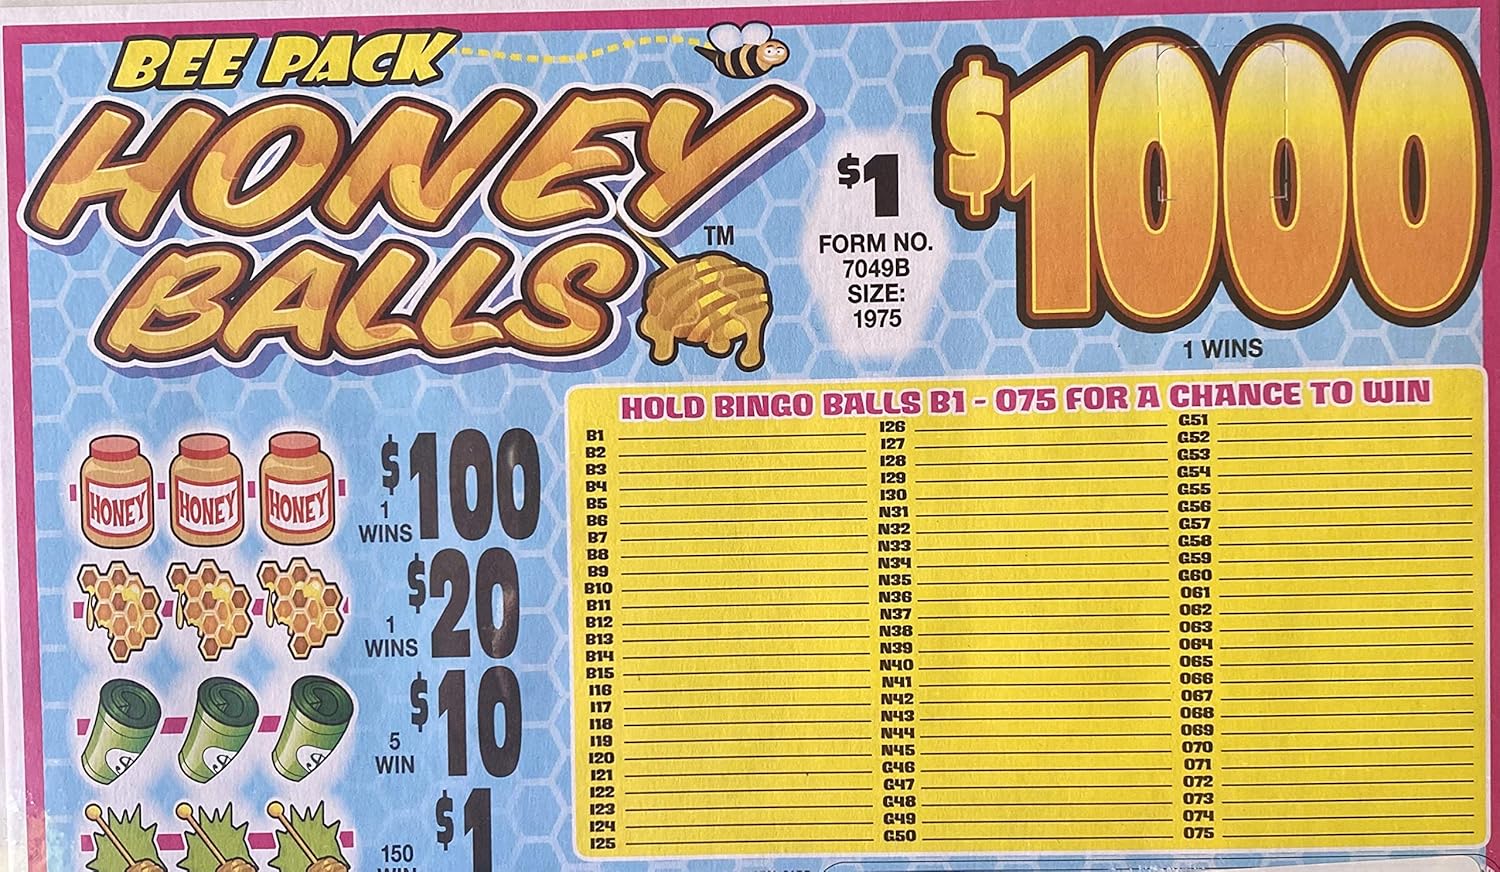 BEE PACK
HONEY
BALLS
TM
$1
FORM NO.
7049B
SIZE:
1975
$1000
1 WINS
HOLD BINGO BALLS B1 - O75 FOR A CHANCE TO WIN
B1
B2
B3
B4
B5
B6
B7
B8
B9
B10
B11
B12
B13
B14
B15
I16
I17
I18
I19
I20
I21
I22
I23
I24
I25
I26
I27
I28
I29
I30
N31
N32
N33
N34
N35
N36
N37
N38
N39
N40
N41
N42
N43
N44
N45
G46
G47
G48
G49
G50
G51
G52
G53
G54
G55
G56
G57
G58
G59
G60
O61
O62
O63
O64
O65
O66
O67
O68
O69
O70
O71
O72
O73
O74
O75
HONEY HONEY HONEY
1
WINS
$100
1
WINS
$20
5
WIN
$10
150
WIN
$1